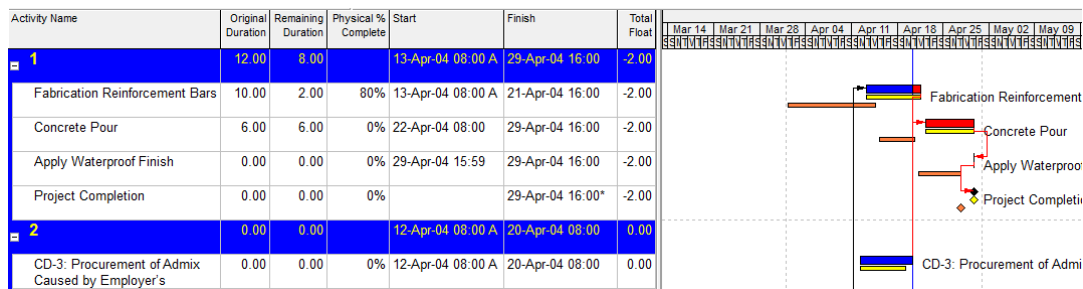 Activity Name Original Remaining Physical % Start Finish Total
Duration Duration Complete Float
Mar 14 Mar 21 Mar 28 Apr 04 Apr 11 Apr 18 Apr 25 May 02 May 09
1 12.00 8.00 13-Apr-04 08:00 A 29-Apr-04 16:00 -2.00
Fabrication Reinforcement Bars 10.00 2.00 80% 13-Apr-04 08:00 A 21-Apr-04 16:00 -2.00 Fabrication Reinforcement
Concrete Pour 6.00 6.00 0% 22-Apr-04 08:00 29-Apr-04 16:00 -2.00 Concrete Pour
Apply Waterproof Finish 0.00 0.00 0% 29-Apr-04 15:59 29-Apr-04 16:00 -2.00 Apply Waterproof
Project Completion 0.00 0.00 0% 29-Apr-04 16:00* -2.00 Project Completi
2 0.00 0.00 12-Apr-04 08:00 A 20-Apr-04 08:00 0.00
CD-3: Procurement of Admix 0.00 0.00 0% 12-Apr-04 08:00 A 20-Apr-04 08:00 0.00 CD-3: Procurement of Admi
Caused by Employer's